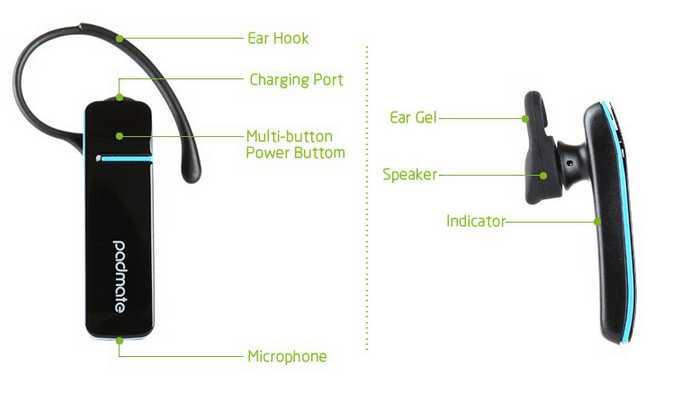 Ear Hook
Charging Port
Multi-button
Power Buttom
padmate
Microphone
Ear Gel
Speaker
Indicator